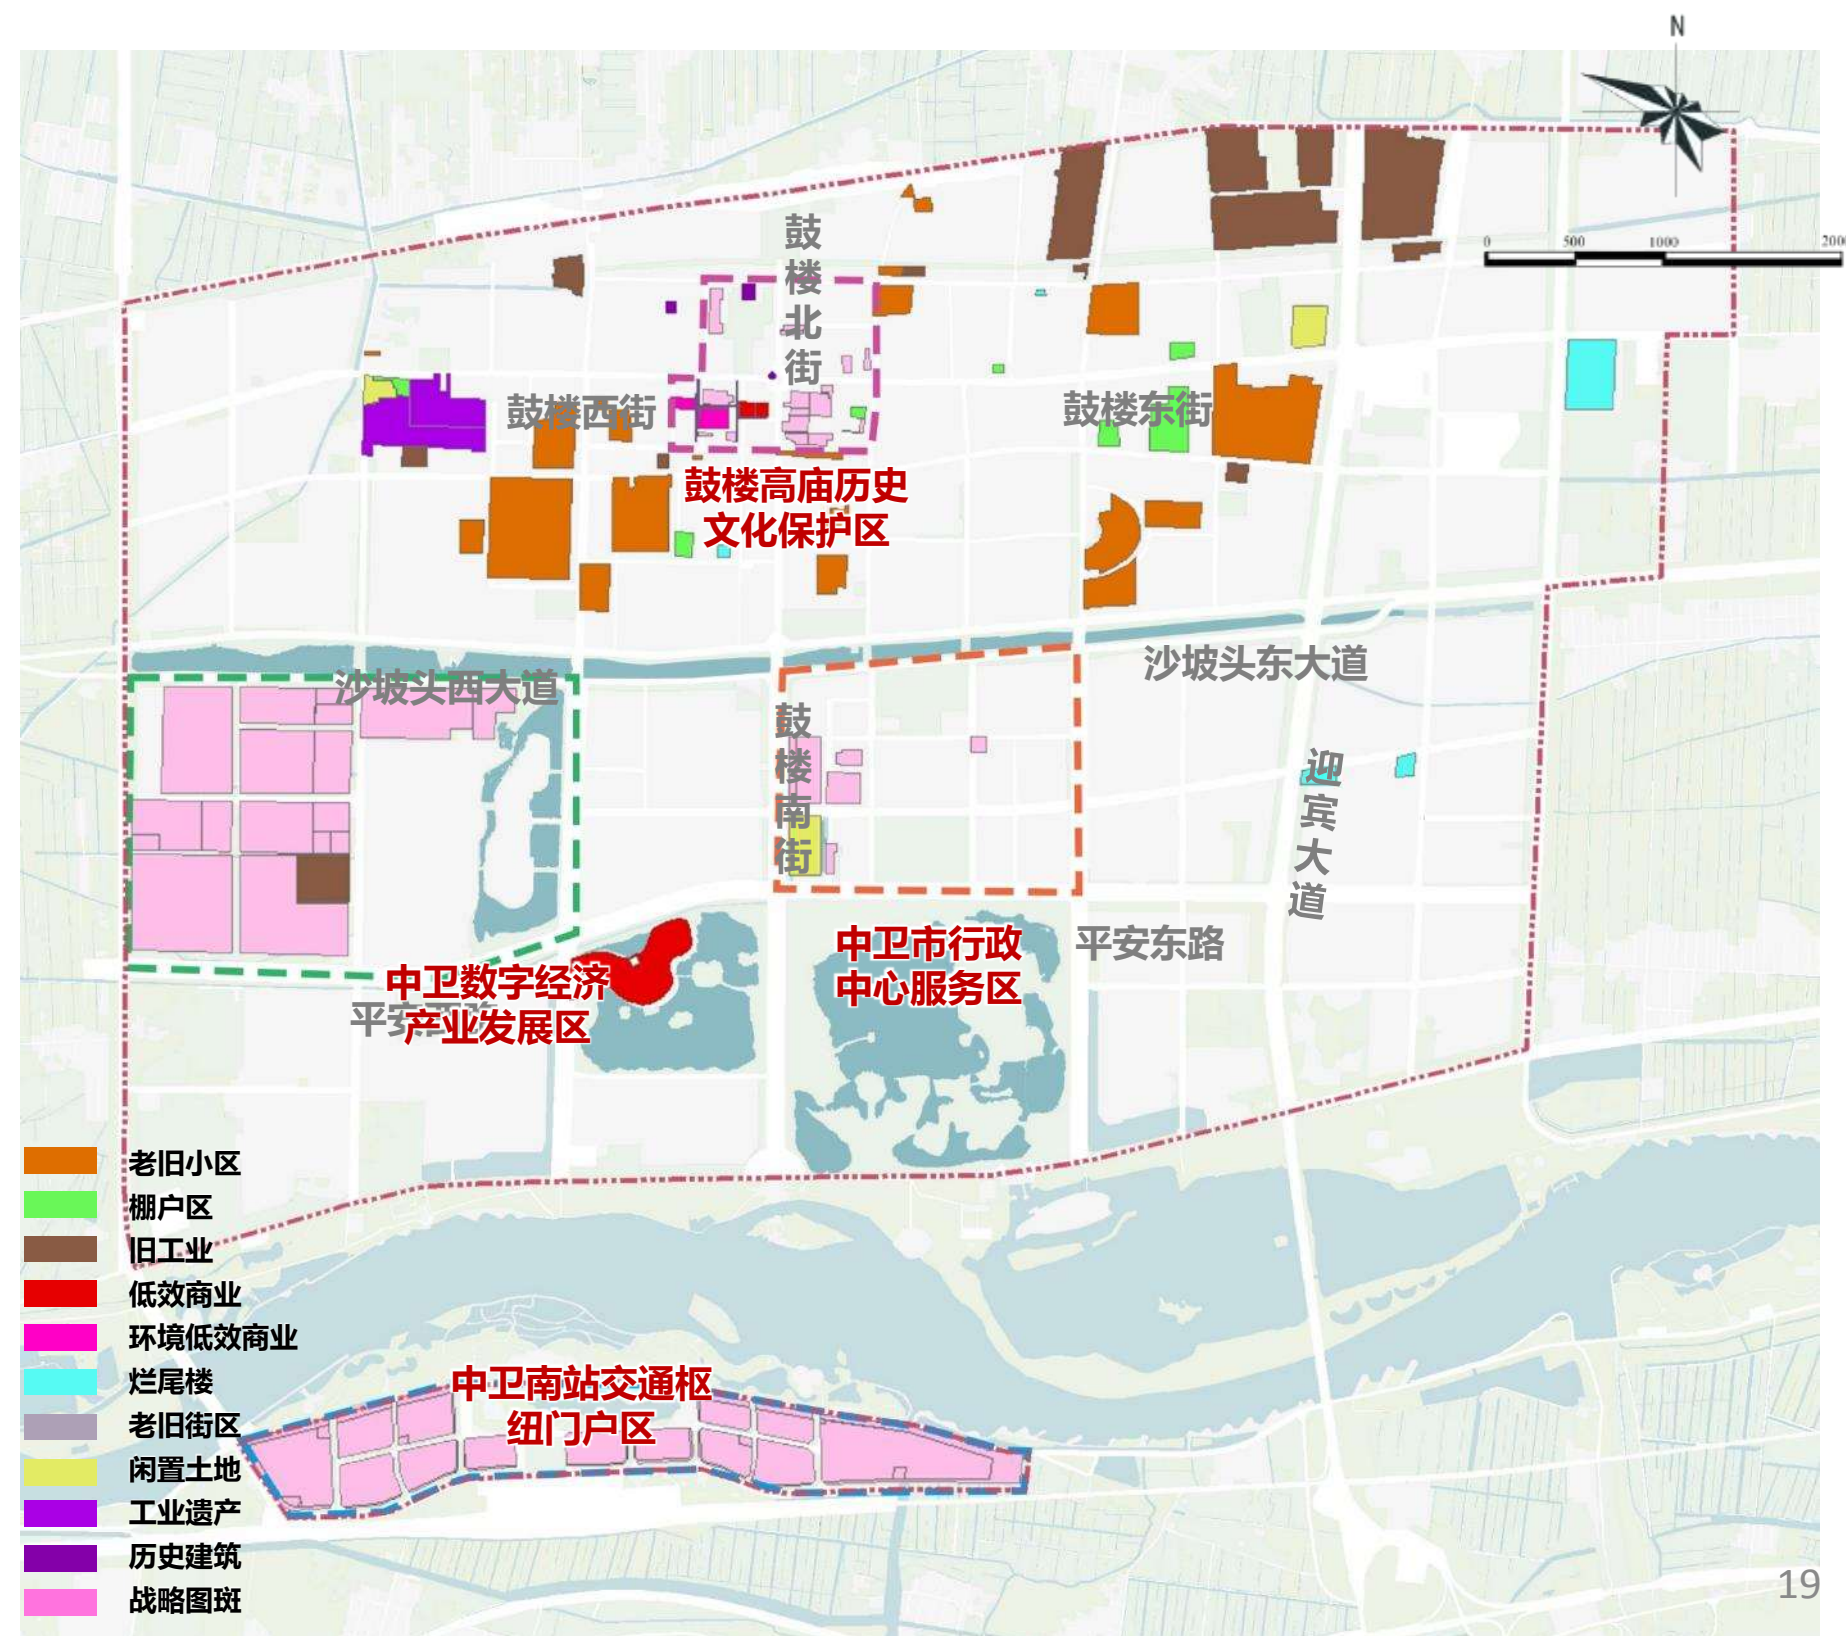 N
0 500 1000 200
鼓楼北街
鼓楼西街
鼓楼东街
鼓楼高庙历史
文化保护区
沙坡头西大道
沙坡头东大道
鼓楼南街
迎宾大道
中卫市行政
中心服务区
平安东路
中卫数字经济
产业发展区
平安
中卫南站交通枢
纽门户区
老旧小区
棚户区
旧工业
低效商业
环境低效商业
烂尾楼
老旧街区
闲置土地
工业遗产
历史建筑
战略图斑
19